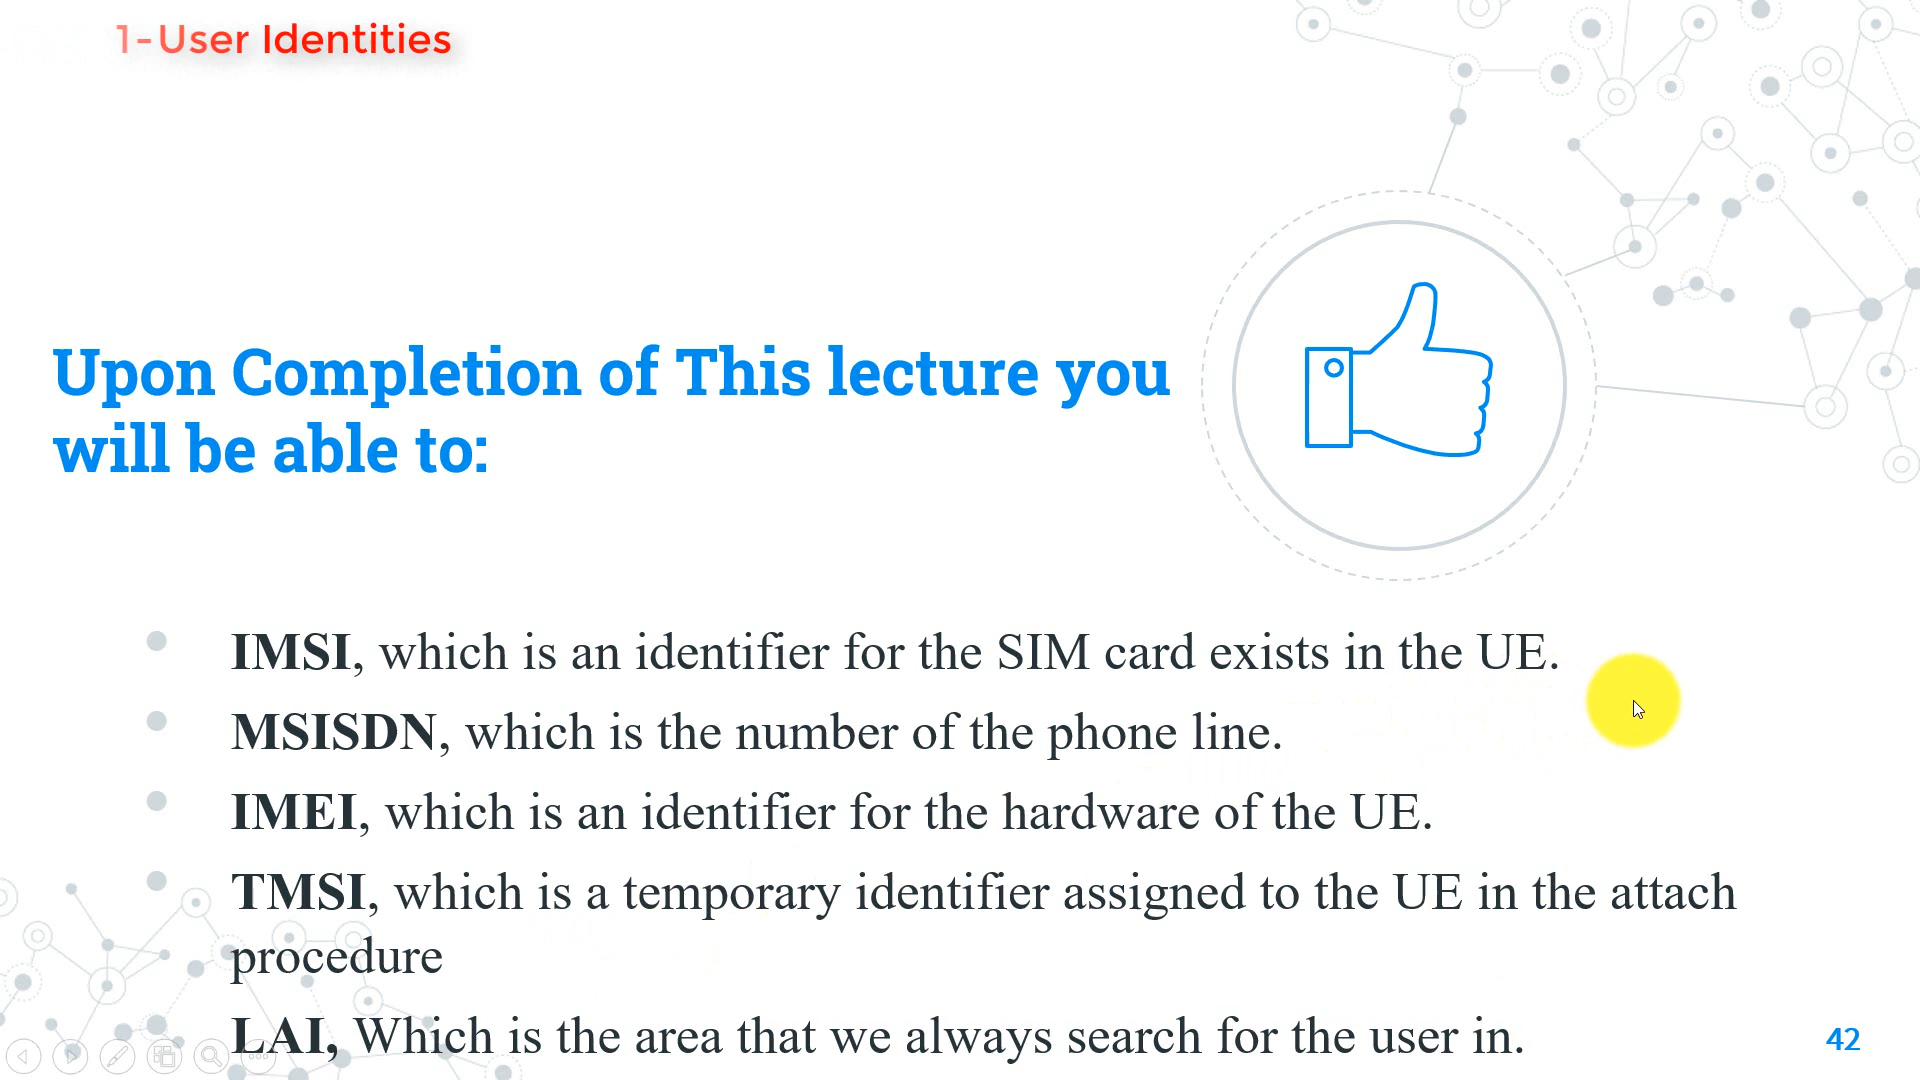 1-User Identities
Upon Completion of This lecture you
will be able to:
IMSI, which is an identifier for the SIM card exists in the UE.
MSISDN, which is the number of the phone line.
IMEI, which is an identifier for the hardware of the UE.
TMSI, which is a temporary identifier assigned to the UE in the attach
procedure
LAI, Which is the area that we always search for the user in.
42